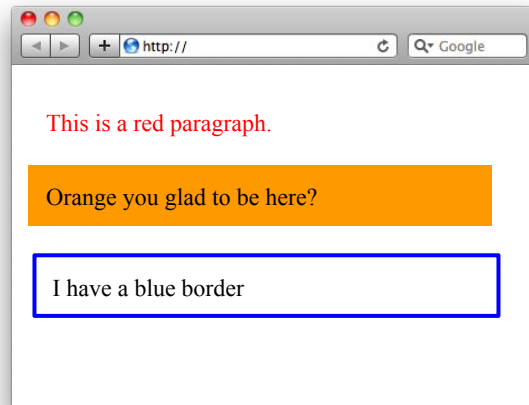 http://
Google
This is a red paragraph.
Orange you glad to be here?
I have a blue border